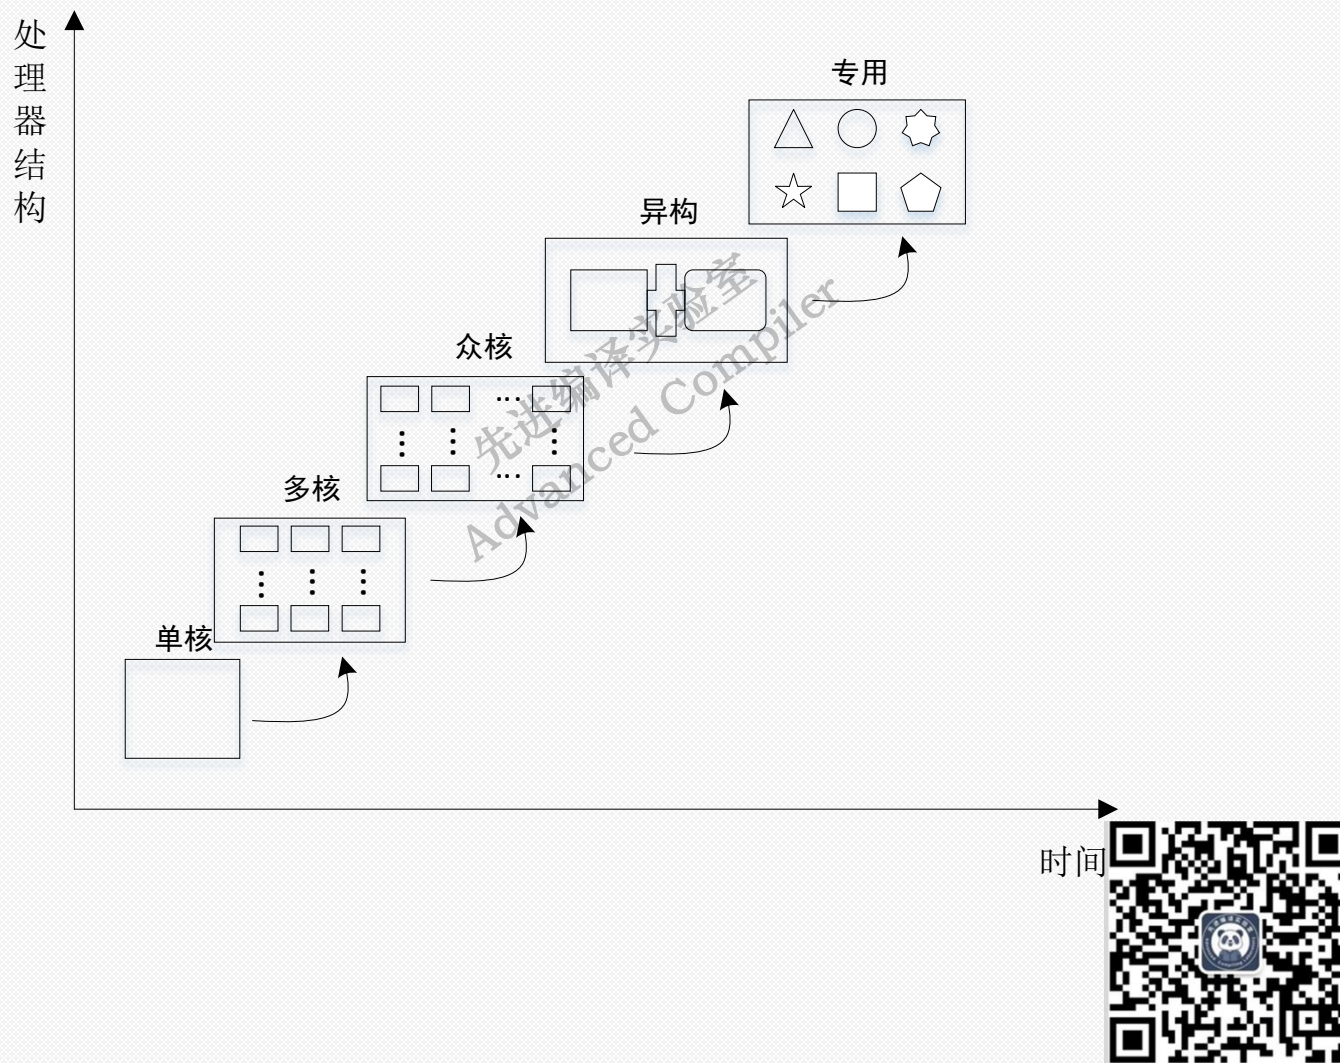 处理器结构
专用
异构
众核
多核
单核
时间
先进编译实验室
Advanced Compiler